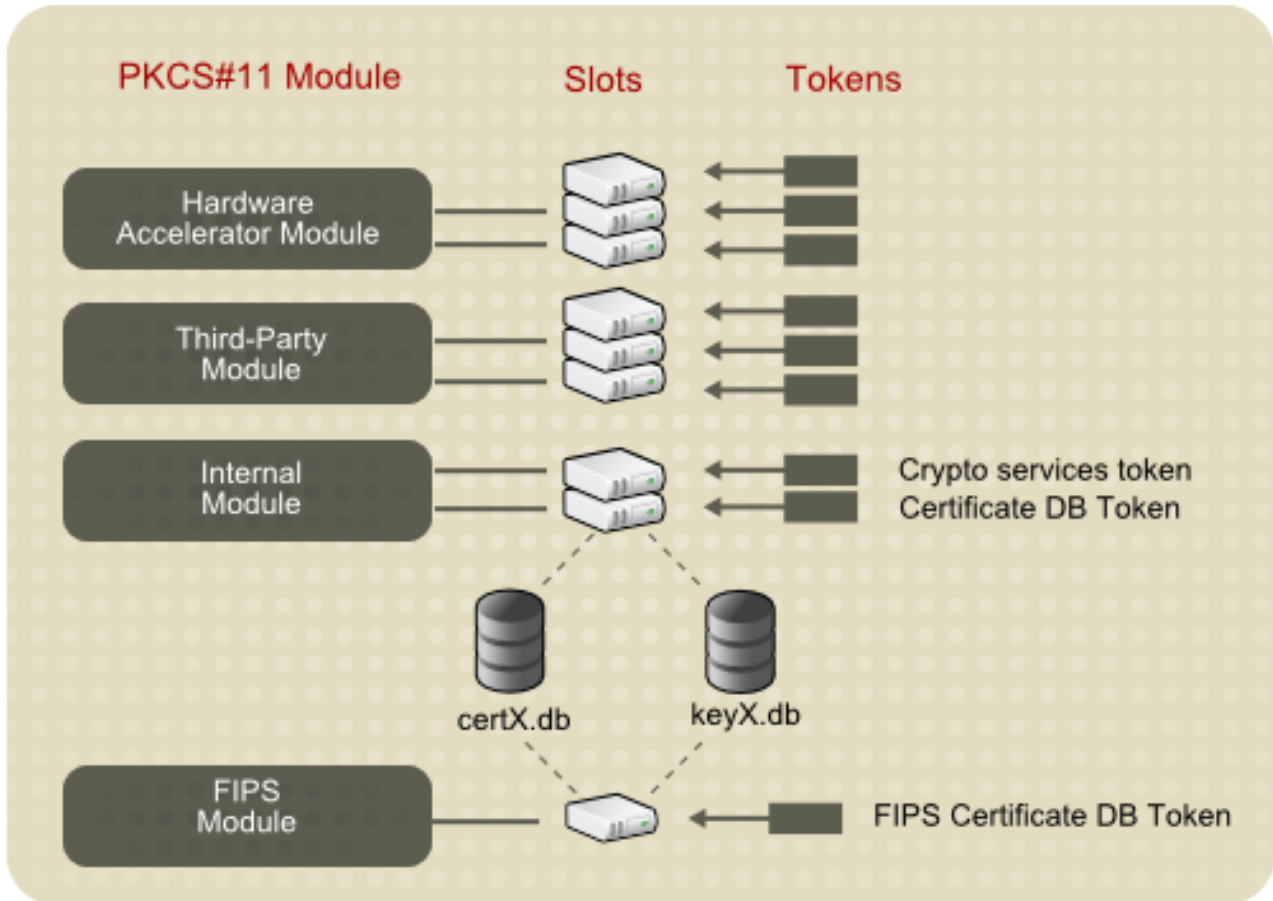 PKCS#11 Module
Slots
Tokens
Hardware
Accelerator Module
Third-Party
Module
Internal
Module
Crypto services token
Certificate DB Token
certX.db
keyX.db
FIPS
Module
FIPS Certificate DB Token